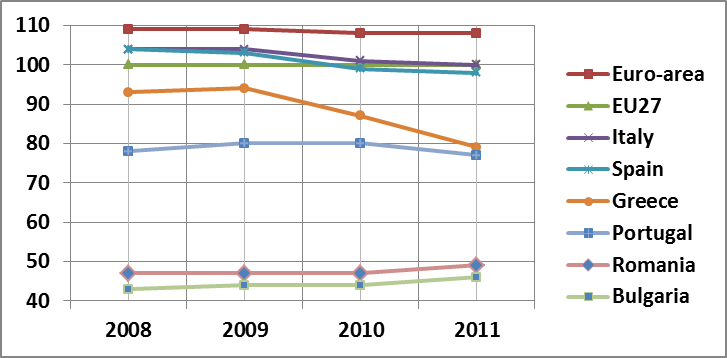 110
100
90
80
70
60
50
40
2008 2009 2010 2011
Euro-area
EU27
Italy
Spain
Greece
Portugal
Romania
Bulgaria